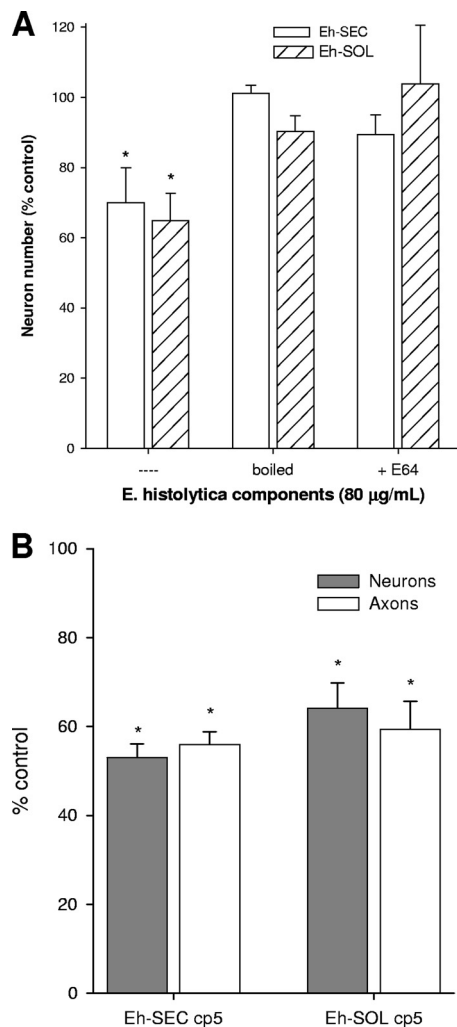 A
120
100
80
60
40
20
0
Neuron number (% control)
Eh-SEC
Eh-SOL
*
*
---- boiled + E64
E. histolytica components (80 µg/mL)
B
100
80
60
40
20
0
% control
Neurons
Axons
*
*
*
*
Eh-SEC cp5 Eh-SOL cp5